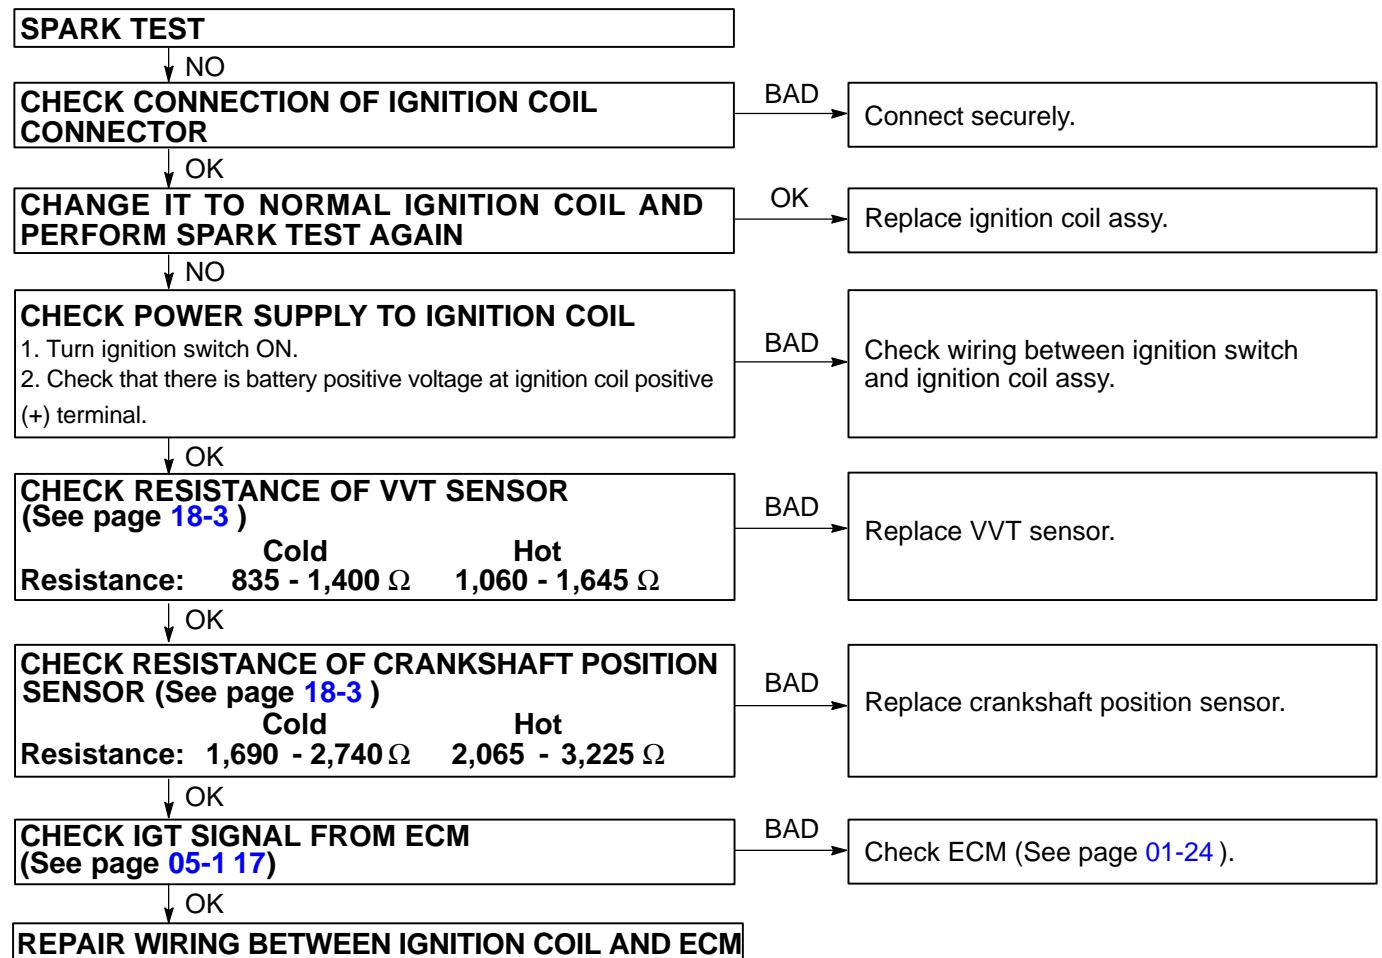 SPARK TEST
NO
CHECK CONNECTION OF IGNITION COIL
CONNECTOR
BAD
Connect securely.
OK
CHANGE IT TO NORMAL IGNITION COIL AND
PERFORM SPARK TEST AGAIN
OK
Replace ignition coil assy.
NO
CHECK POWER SUPPLY TO IGNITION COIL
1. Turn ignition switch ON.
2. Check that there is battery positive voltage at ignition coil positive
(+) terminal.
BAD
Check wiring between ignition switch
and ignition coil assy.
OK
CHECK RESISTANCE OF VVT SENSOR
(See page 18-3 )
Cold Hot
Resistance: 835 - 1,400 Ω 1,060 - 1,645 Ω
BAD
Replace VVT sensor.
OK
CHECK RESISTANCE OF CRANKSHAFT POSITION
SENSOR (See page 18-3 )
Cold Hot
Resistance: 1,690 - 2,740 Ω 2,065 - 3,225 Ω
BAD
Replace crankshaft position sensor.
OK
CHECK IGT SIGNAL FROM ECM
(See page 05-1 17)
BAD
Check ECM (See page 01-24 ).
OK
REPAIR WIRING BETWEEN IGNITION COIL AND ECM